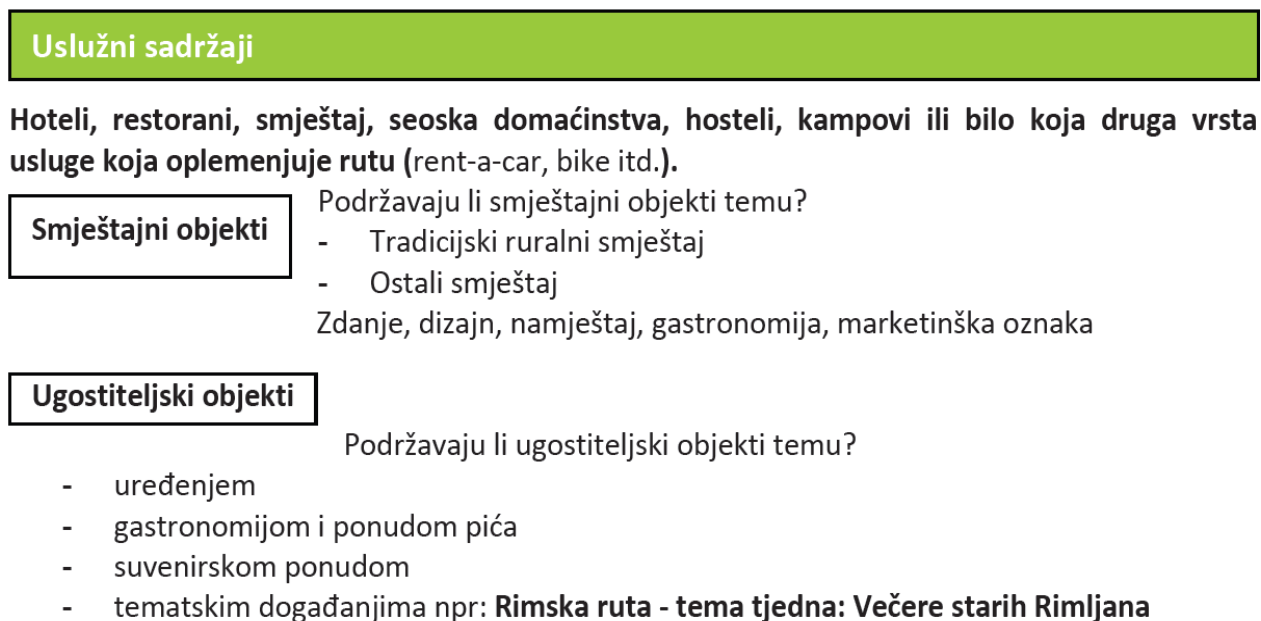 Uslužni sadržaji
Hoteli, restorani, smještaj, seoska domaćinstva, hosteli, kampovi ili bilo koja druga vrsta
usluge koja oplemenjuje rutu (rent-a-car, bike itd.).
Smještajni objekti
Podržavaju li smještajni objekti temu?
- Tradicijski ruralni smještaj
- Ostali smještaj
Zdanje, dizajn, namještaj, gastronomija, marketinška oznaka
Ugostiteljski objekti
Podržavaju li ugostiteljski objekti temu?
- uređenjem
- gastronomijom i ponudom pića
- suvenirskom ponudom
- tematskim događanjima npr: Rimska ruta - tema tjedna: Večere starih Rimljana